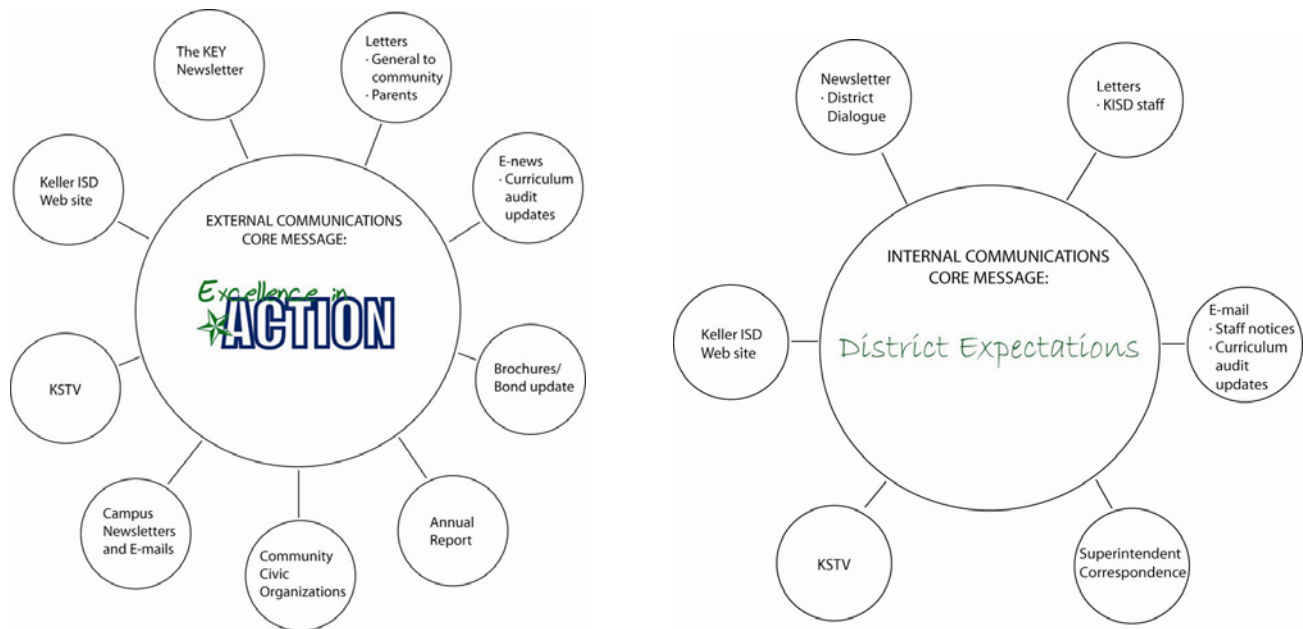 The KEY
Newsletter
Letters
· General to
community
· Parents
Keller ISD
Web site
E-news
· Curriculum
audit
updates
EXTERNAL COMMUNICATIONS
CORE MESSAGE:
Excellence in
ACTION
KSTV
Brochures/
Bond update
Campus
Newsletters
and E-mails
Community
Civic
Organizations
Annual
Report
Newsletter
· District
Dialogue
Letters
· KISD staff
INTERNAL COMMUNICATIONS
CORE MESSAGE:
District Expectations
Keller ISD
Web site
E-mail
· Staff notices
· Curriculum
audit
updates
KSTV
Superintendent
Correspondence